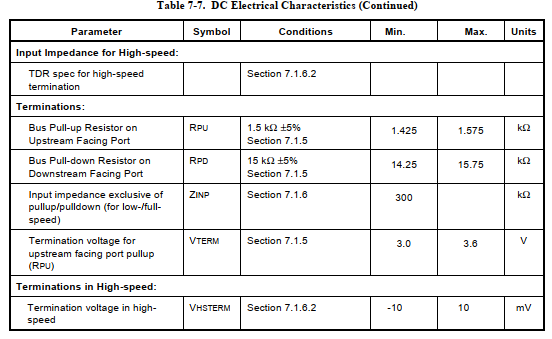 Table 7-7. DC Electrical Characteristics (Continued)
Parameter Symbol Conditions Min. Max. Units
Input Impedance for High-speed:
TDR spec for high-speed Section 7.1.6.2
termination
Terminations:
Bus Pull-up Resistor on RPU 1.5 kΩ ±5% 1.425 1.575 kΩ
Upstream Facing Port Section 7.1.5
Bus Pull-down Resistor on RPD 15 kΩ ±5% 14.25 15.75 kΩ
Downstream Facing Port Section 7.1.5
Input impedance exclusive of ZINP Section 7.1.6 300 kΩ
pullup/pulldown (for low-/full-
speed)
Termination voltage for VTERM Section 7.1.5 3.0 3.6 V
upstream facing port pullup
(RPU)
Terminations in High-speed:
Termination voltage in high- VHSTERM Section 7.1.6.2 -10 10 mV
speed